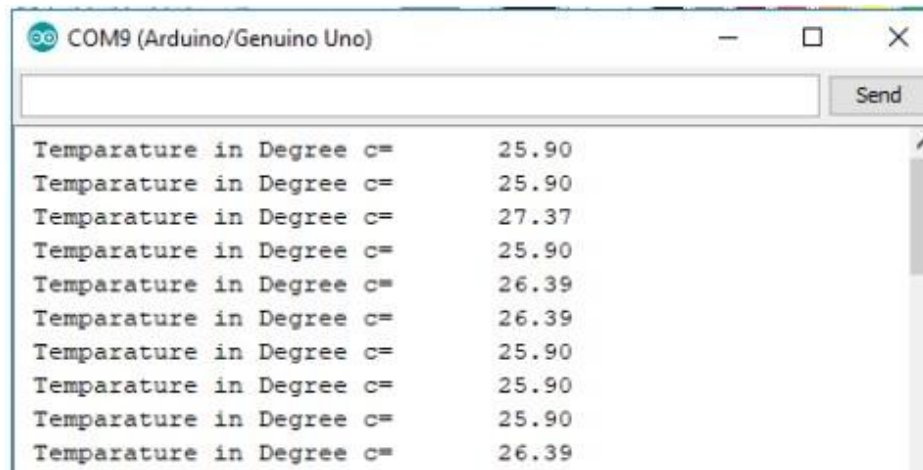 COM9 (Arduino/Genuino Uno)
Send
Temparature in Degree c= 25.90
Temparature in Degree c= 25.90
Temparature in Degree c= 27.37
Temparature in Degree c= 25.90
Temparature in Degree c= 26.39
Temparature in Degree c= 26.39
Temparature in Degree c= 25.90
Temparature in Degree c= 25.90
Temparature in Degree c= 25.90
Temparature in Degree c= 26.39